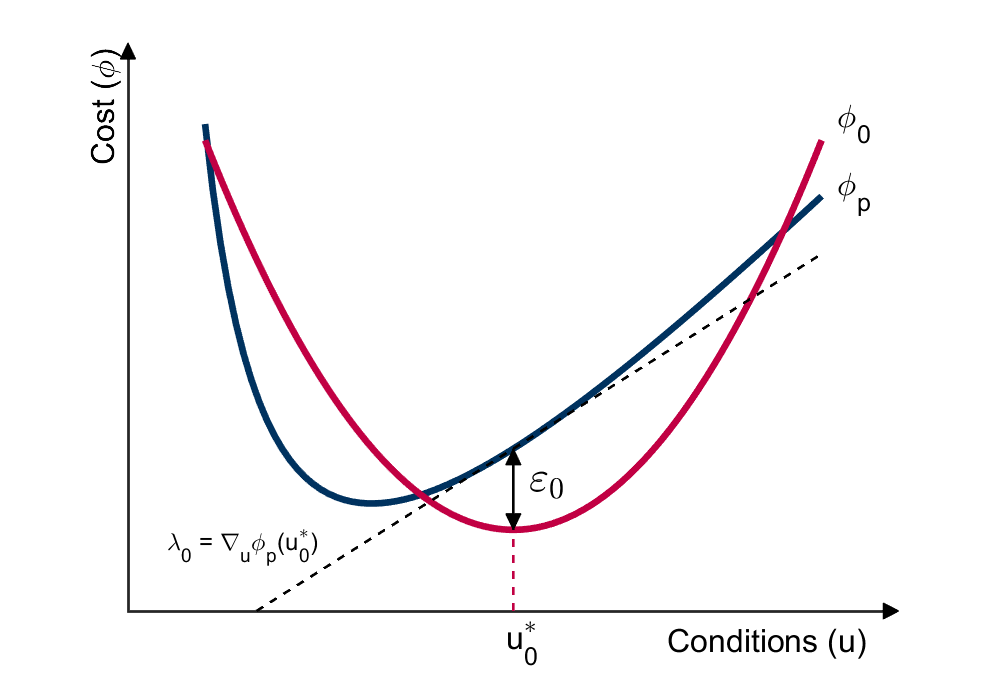 Cost (ϕ)
ϕ₀
ϕₚ
ε₀
λ₀ = ∇ᵤϕₚ(u₀*)
u₀*
Conditions (u)